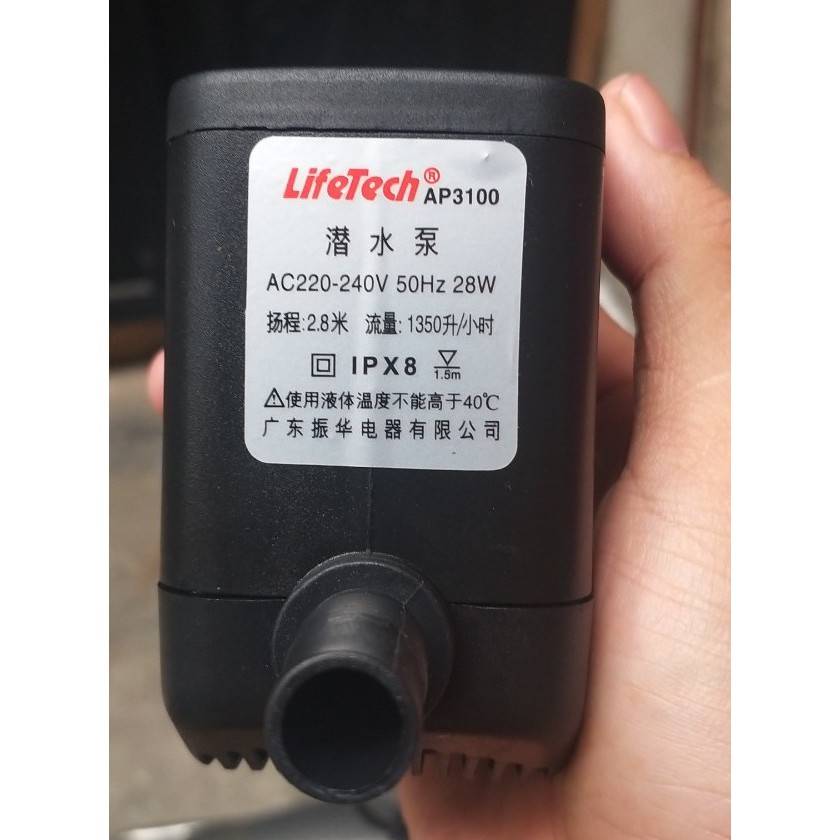 LifeTech® AP3100
潜水泵
AC220-240V 50Hz 28W
扬程:2.8米 流量:1350升/小时
IPX8 1.5m
⚠使用液体温度不能高于40℃
广东振华电器有限公司